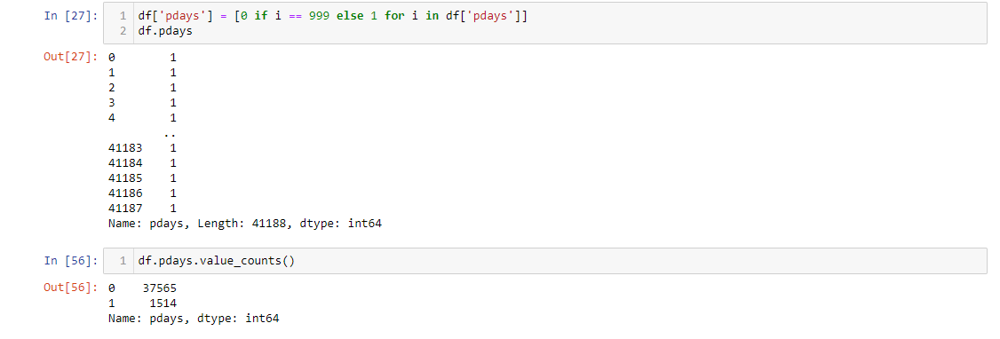 In [27]: 1 df['pdays'] = [0 if i == 999 else 1 for i in df['pdays']]
2 df.pdays
Out[27]: 0 1
1 1
2 1
3 1
4 1
..
41183 1
41184 1
41185 1
41186 1
41187 1
Name: pdays, Length: 41188, dtype: int64
In [56]: 1 df.pdays.value_counts()
Out[56]: 0 37565
1 1514
Name: pdays, dtype: int64